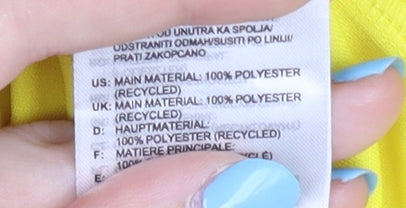 OD UNUTRA KA SPOLJA/
ODSTRANITI ODMAH/SUSITI PO LINIJI/
PRATI ZAKOPCANO
US: MAIN MATERIAL: 100% POLYESTER
(RECYCLED)
UK: MAIN MATERIAL: 100% POLYESTER
(RECYCLED)
D: HAUPTMATERIAL:
100% POLYESTER (RECYCLED)
F: MATIERE PRINCIPALE:
E: